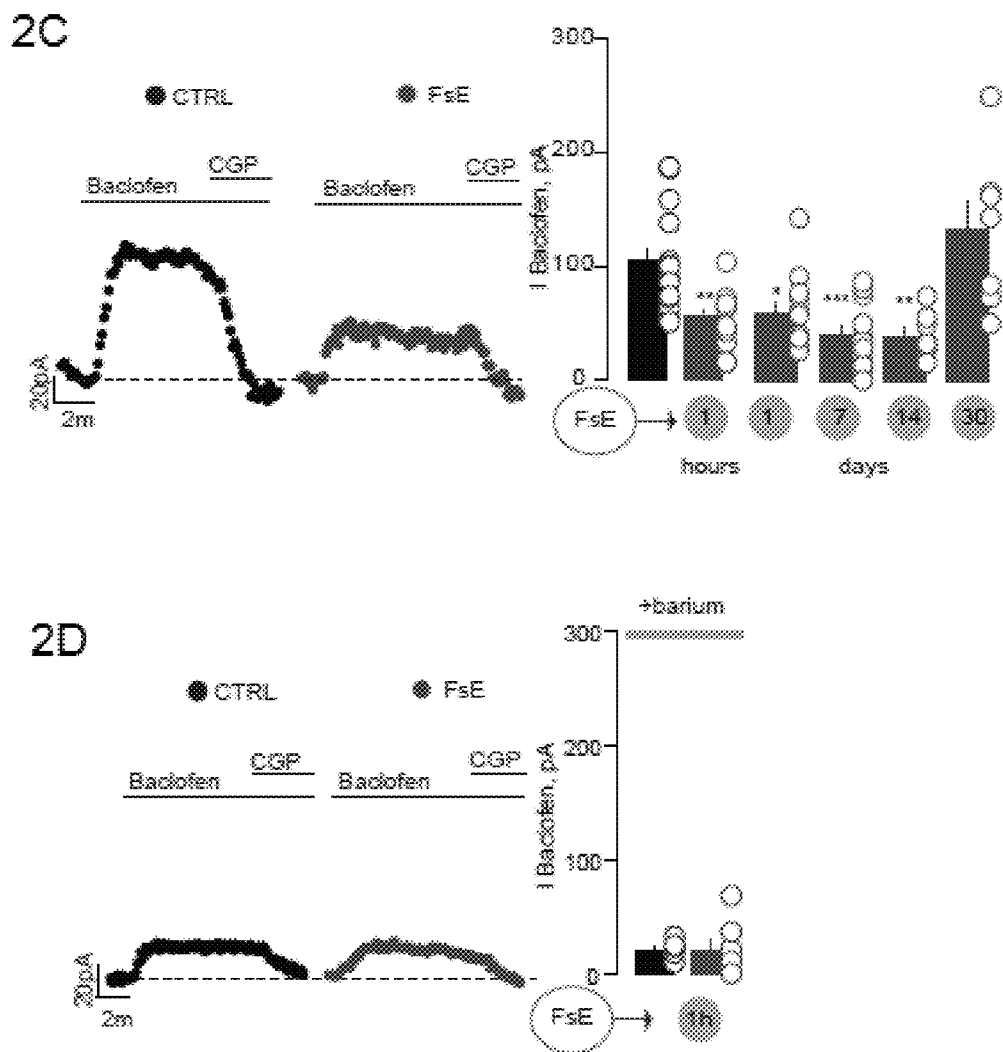 2C
CTRL
FsE
CGP
CGP
Baclofen
Baclofen
20pA
2m
I Baclofen, pA
300
200
100
0
**
*
***
**
FsE
1
1
7
14
30
hours
days
2D
+barium
CTRL
FsE
CGP
CGP
Baclofen
Baclofen
20pA
2m
I Baclofen, pA
300
200
100
0
FsE
1h